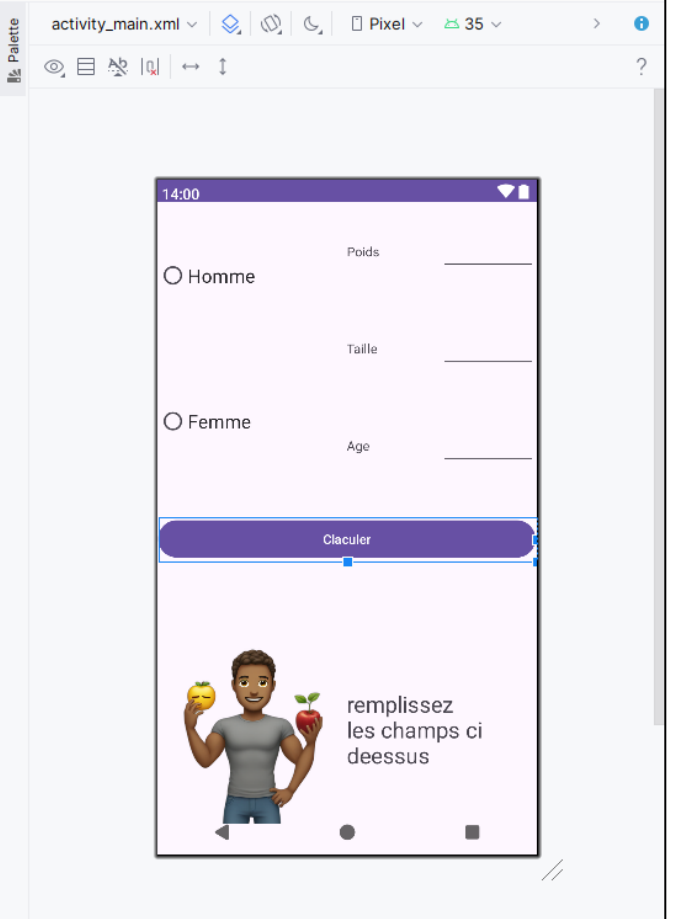 Palette
activity_main.xml
Pixel
35
?
14:00
Poids
Homme
Taille
Femme
Age
Claculer
remplissez
les champs ci
deessus